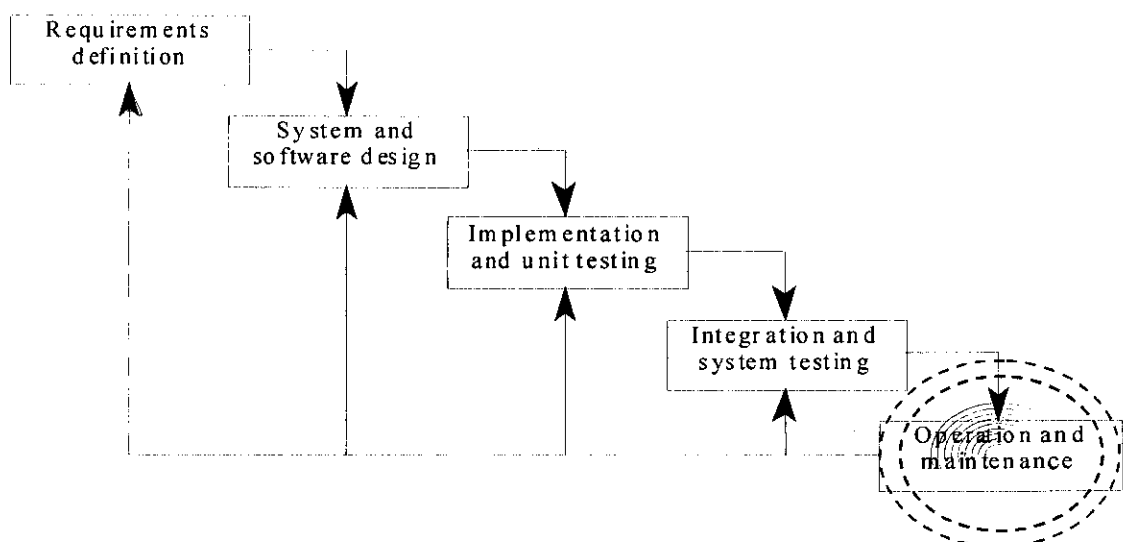 Requirements
definition
System and
software design
Implementation
and unit testing
Integration and
system testing
Operation and
maintenance